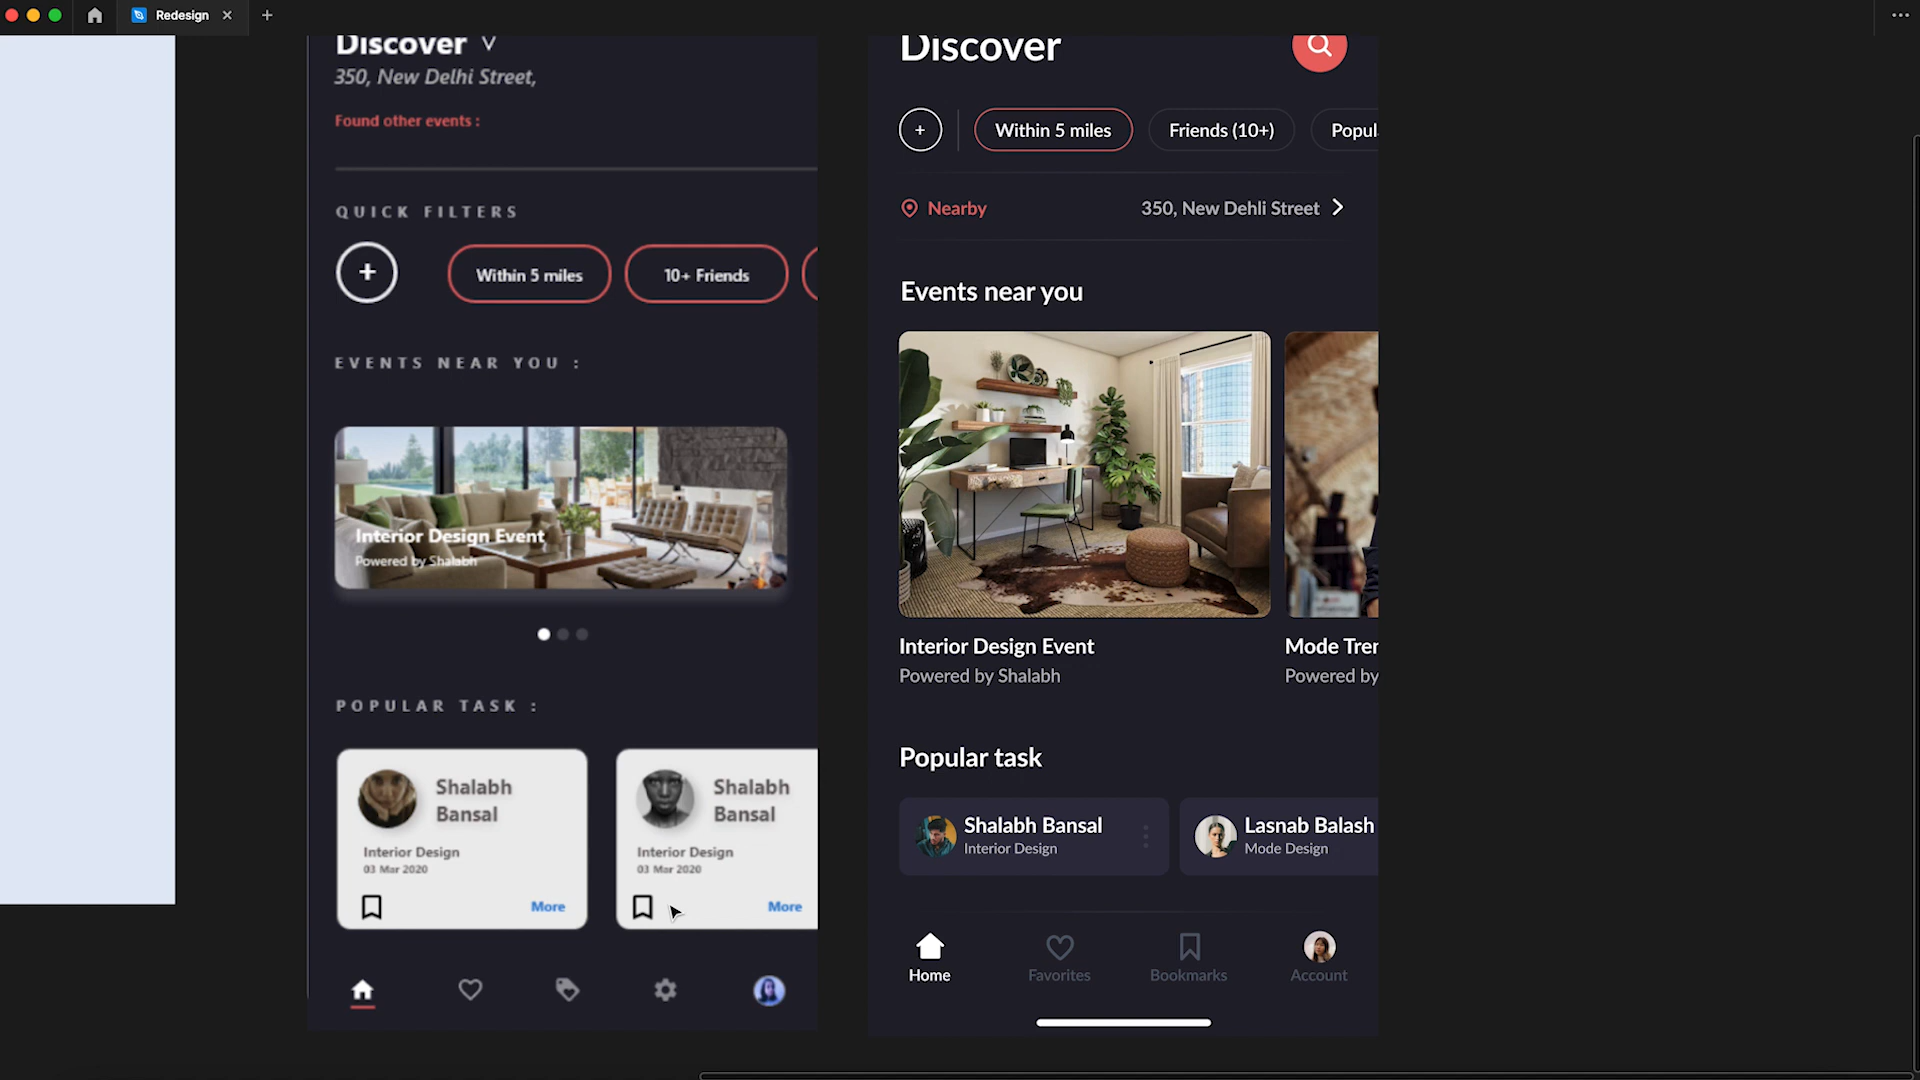 Redesign
Discover
350, New Delhi Street,
Found other events :
QUICK FILTERS
+
Within 5 miles
10+ Friends
EVENTS NEAR YOU :
Interior Design Event
Powered by Shalabh
POPULAR TASK :
Shalabh
Bansal
Interior Design
03 Mar 2020
More
Shalabh
Bansal
Interior Design
03 Mar 2020
More
Discover
+
Within 5 miles
Friends (10+)
Popul
Nearby
350, New Dehli Street
Events near you
Interior Design Event
Powered by Shalabh
Mode Tren
Powered by
Popular task
Shalabh Bansal
Interior Design
Lasnab Balash
Mode Design
Home
Favorites
Bookmarks
Account